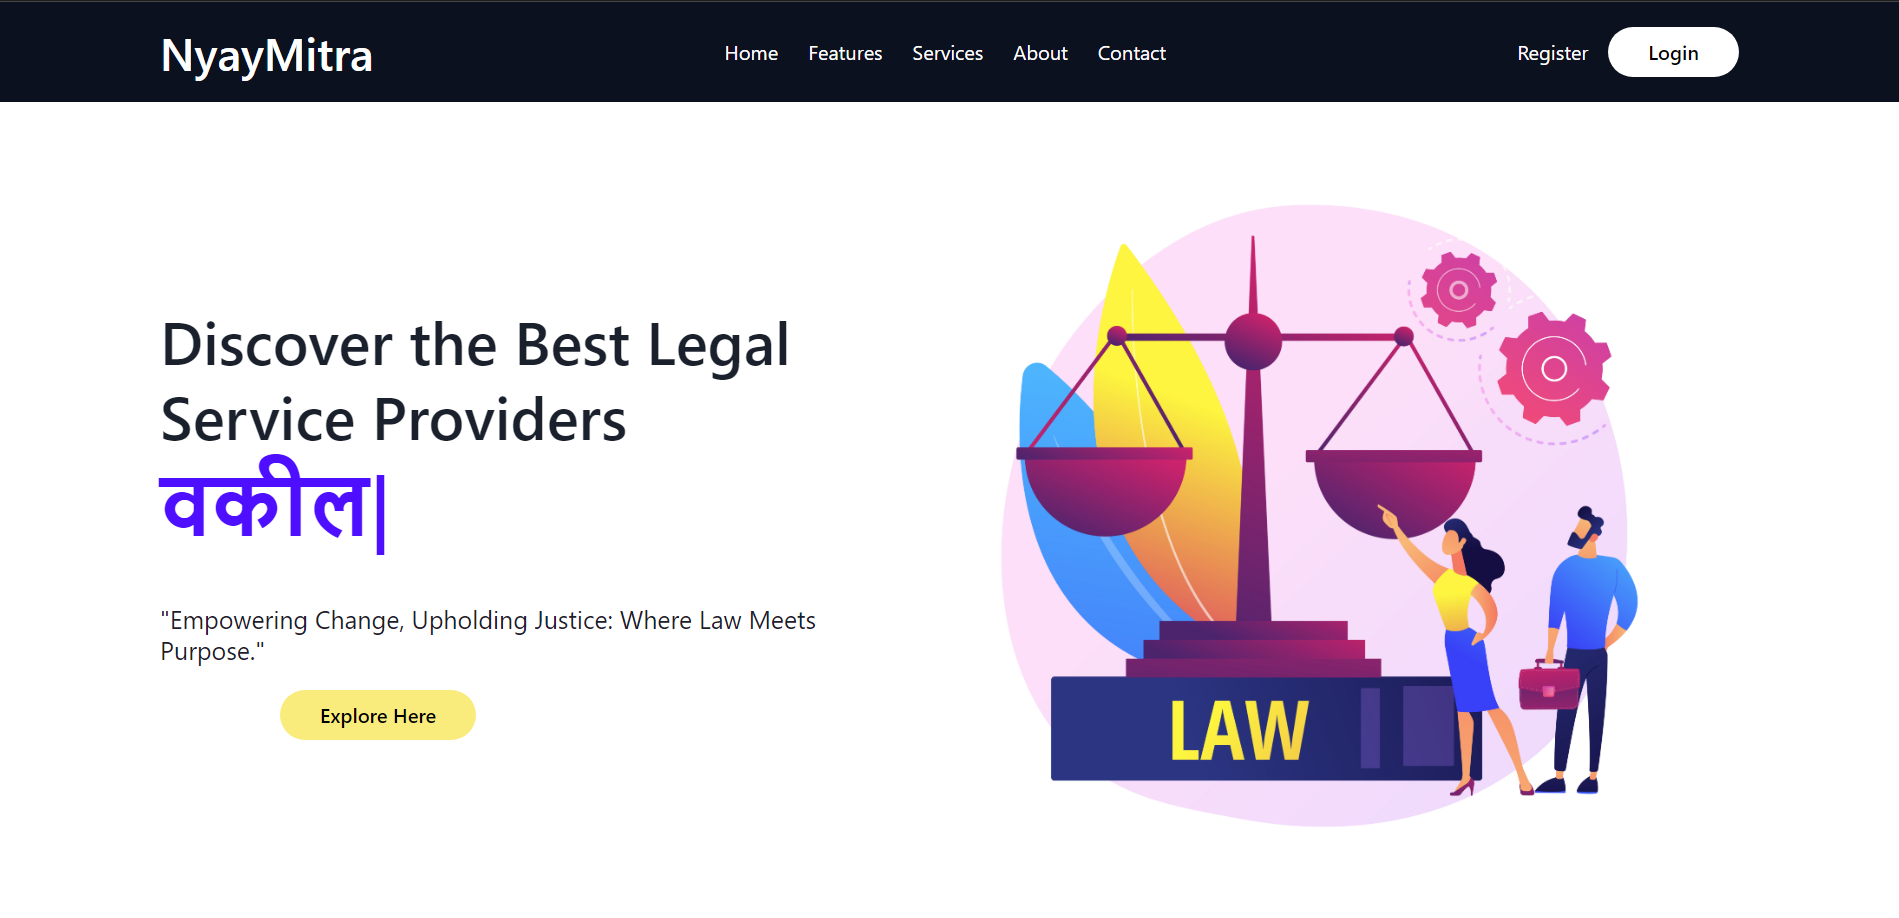 NyayMitra
Home Features Services About Contact
Register Login
Discover the Best Legal
Service Providers
वकील|
"Empowering Change, Upholding Justice: Where Law Meets
Purpose."
Explore Here
LAW